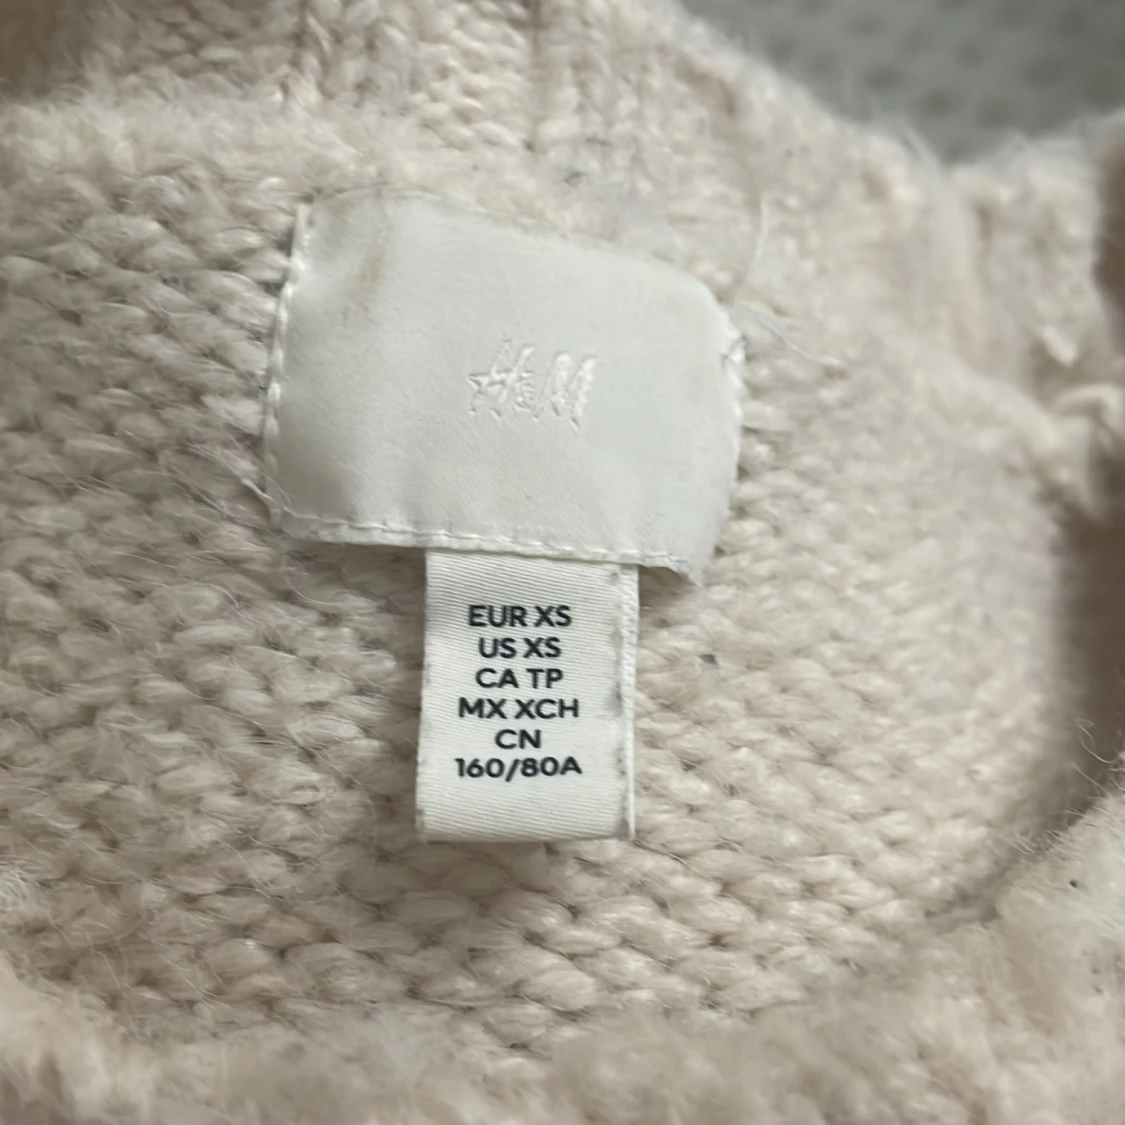 H&M
EUR XS
US XS
CA TP
MX XCH
CN
160/80A